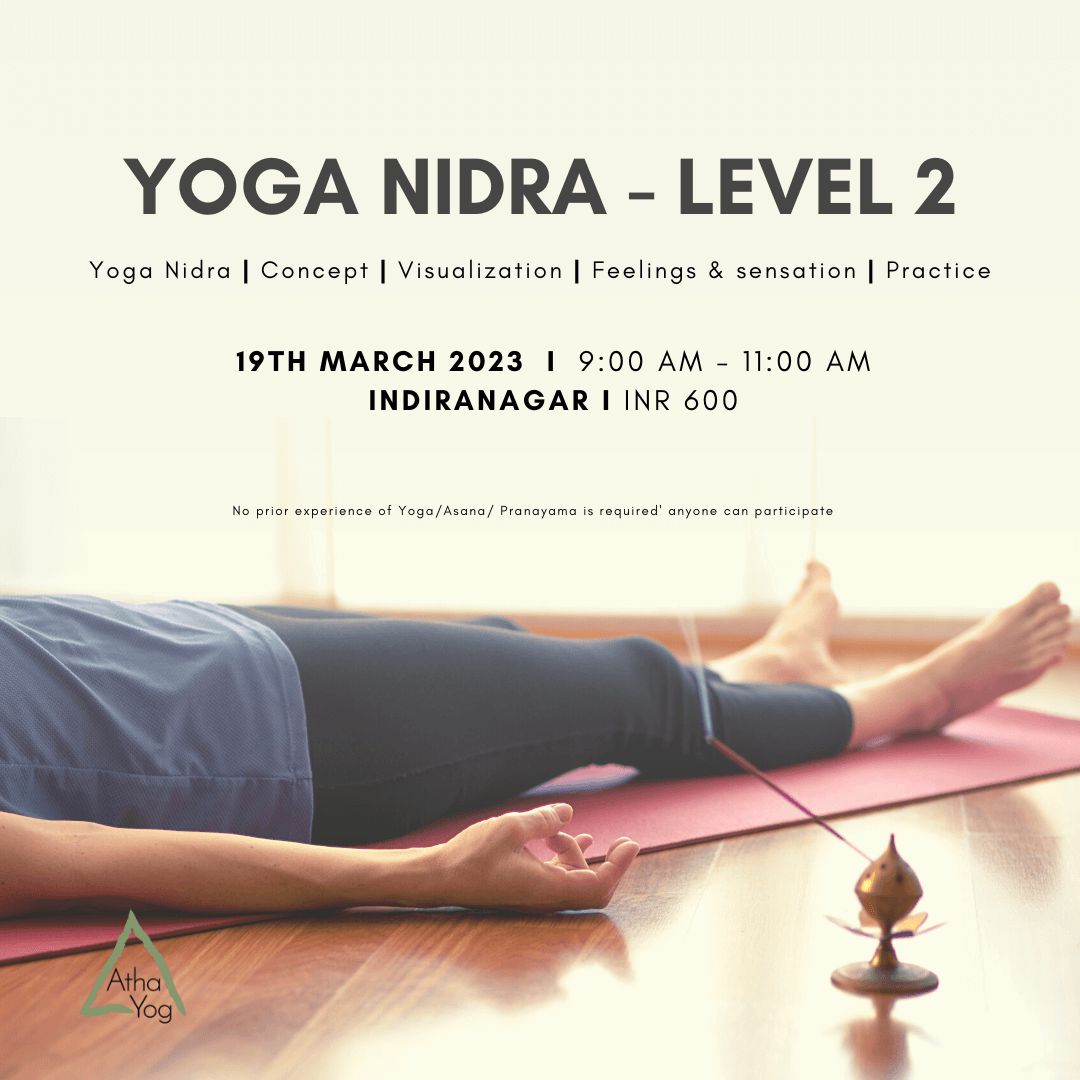 YOGA NIDRA – LEVEL 2
Yoga Nidra | Concept | Visualization | Feelings & sensation | Practice
19TH MARCH 2023 I 9:00 AM – 11:00 AM
INDIRANAGAR I INR 600
No prior experience of Yoga/Asana/ Pranayama is required' anyone can participate
Atha
Yog